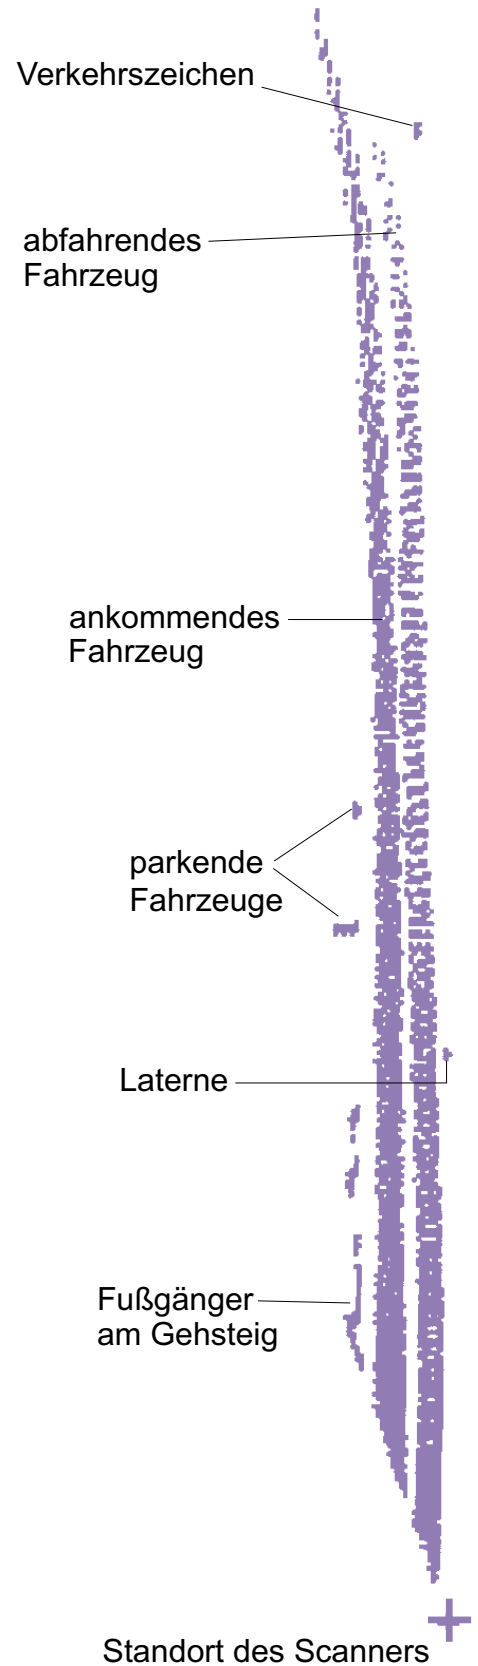 Verkehrszeichen
abfahrendes
Fahrzeug
ankommendes
Fahrzeug
parkende
Fahrzeuge
Laterne
Fußgänger
am Gehsteig
Standort des Scanners